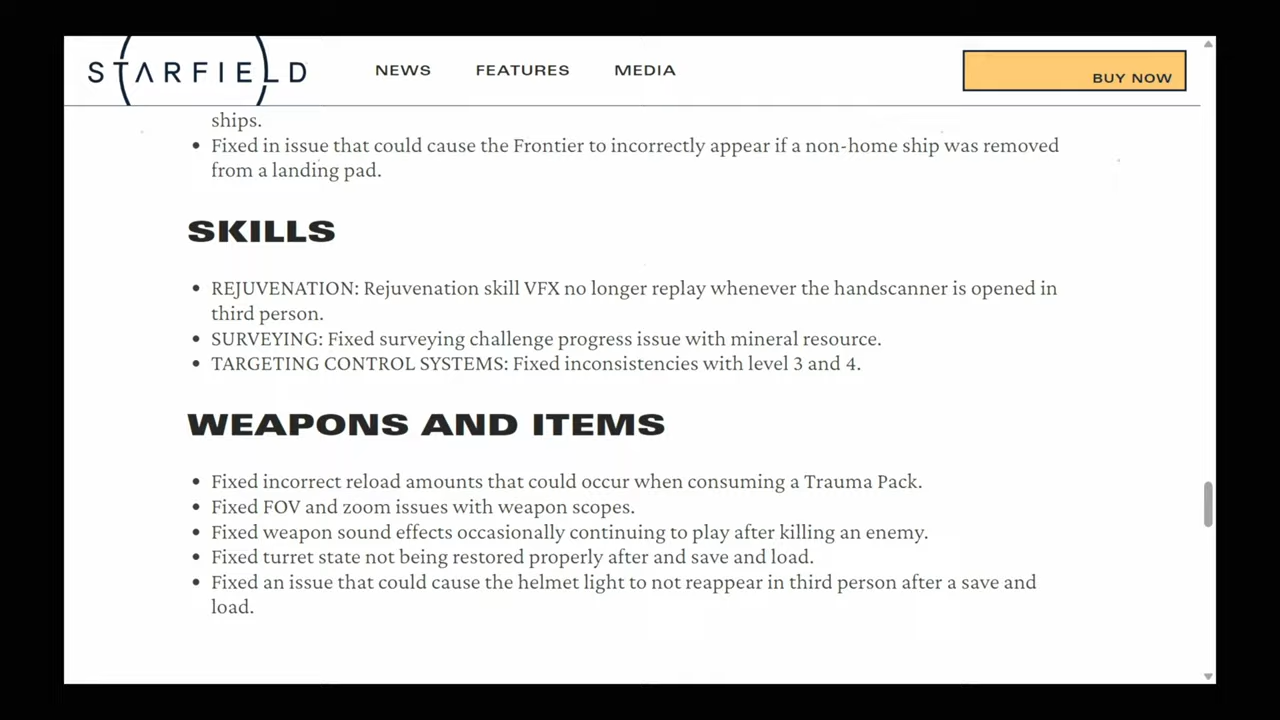 STARFIELD
NEWS
FEATURES
MEDIA
BUY NOW
ships.
• Fixed in issue that could cause the Frontier to incorrectly appear if a non-home ship was removed
from a landing pad.
SKILLS
• REJUVENATION: Rejuvenation skill VFX no longer replay whenever the handscanner is opened in
third person.
• SURVEYING: Fixed surveying challenge progress issue with mineral resource.
• TARGETING CONTROL SYSTEMS: Fixed inconsistencies with level 3 and 4.
WEAPONS AND ITEMS
• Fixed incorrect reload amounts that could occur when consuming a Trauma Pack.
• Fixed FOV and zoom issues with weapon scopes.
• Fixed weapon sound effects occasionally continuing to play after killing an enemy.
• Fixed turret state not being restored properly after and save and load.
• Fixed an issue that could cause the helmet light to not reappear in third person after a save and
load.